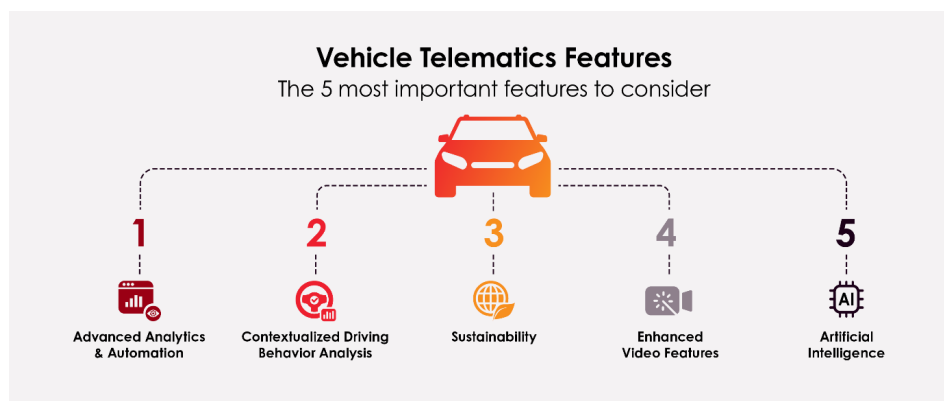 Vehicle Telematics Features
The 5 most important features to consider
1
2
3
4
5
AI
Advanced Analytics
& Automation
Contextualized Driving
Behavior Analysis
Sustainability
Enhanced
Video Features
Artificial
Intelligence